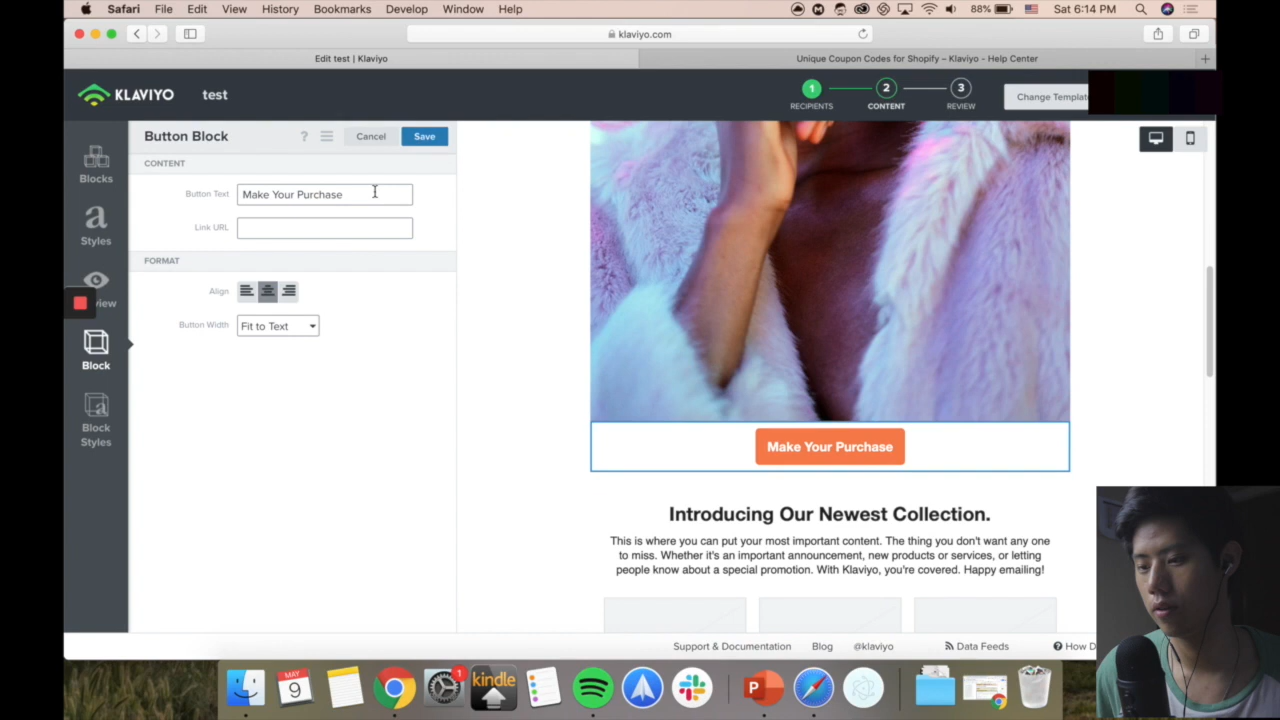 Safari File Edit View History Bookmarks Develop Window Help 88% Sat 6:14 PM
klaviyo.com
Edit test | Klaviyo Unique Coupon Codes for Shopify – Klaviyo - Help Center +
KLAVIYO test 1 2 3 Change Template
RECIPIENTS CONTENT REVIEW
Button Block ? Cancel Save
CONTENT
Button Text Make Your Purchase
Link URL
FORMAT
Align
Button Width Fit to Text
Blocks
a
Styles
view
Block
a
Block
Styles
Make Your Purchase
Introducing Our Newest Collection.
This is where you can put your most important content. The thing you don't want any one
to miss. Whether it's an important announcement, new products or services, or letting
people know about a special promotion. With Klaviyo, you're covered. Happy emailing!
Support & Documentation Blog @klaviyo Data Feeds How D
MAY
9
1
kindle
P